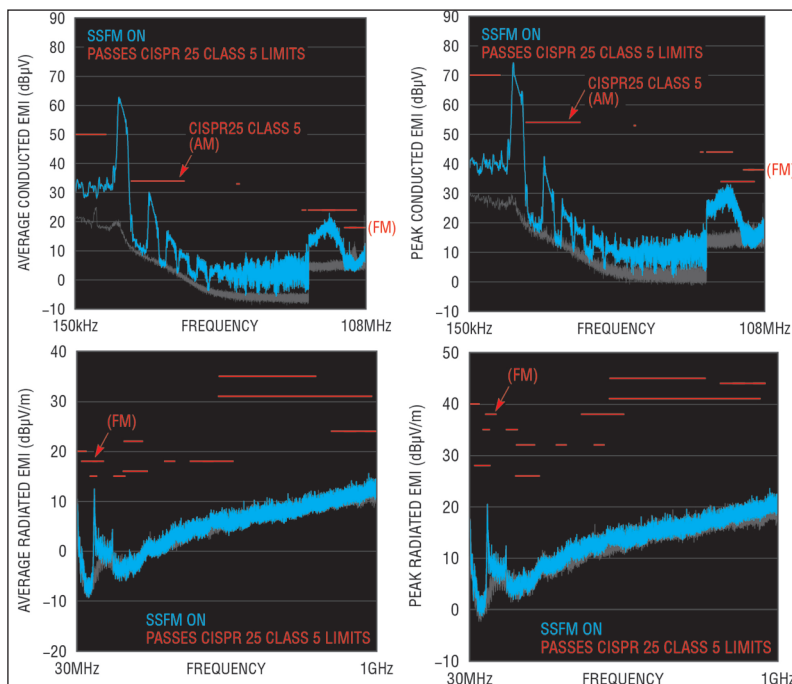 90
80
70
60
50
40
30
20
10
0
–10
AVERAGE CONDUCTED EMI (dBµV)
SSFM ON
PASSES CISPR 25 CLASS 5 LIMITS
CISPR25 CLASS 5
(AM)
(FM)
150kHz
FREQUENCY
108MHz
90
80
70
60
50
40
30
20
10
0
–10
PEAK CONDUCTED EMI (dBµV)
SSFM ON
PASSES CISPR 25 CLASS 5 LIMITS
CISPR25 CLASS 5
(AM)
(FM)
150kHz
FREQUENCY
108MHz
40
30
20
10
0
–10
–20
AVERAGE RADIATED EMI (dBµV/m)
(FM)
SSFM ON
PASSES CISPR 25 CLASS 5 LIMITS
30MHz
FREQUENCY
1GHz
50
40
30
20
10
0
–10
PEAK RADIATED EMI (dBµV/m)
(FM)
SSFM ON
PASSES CISPR 25 CLASS 5 LIMITS
30MHz
FREQUENCY
1GHz